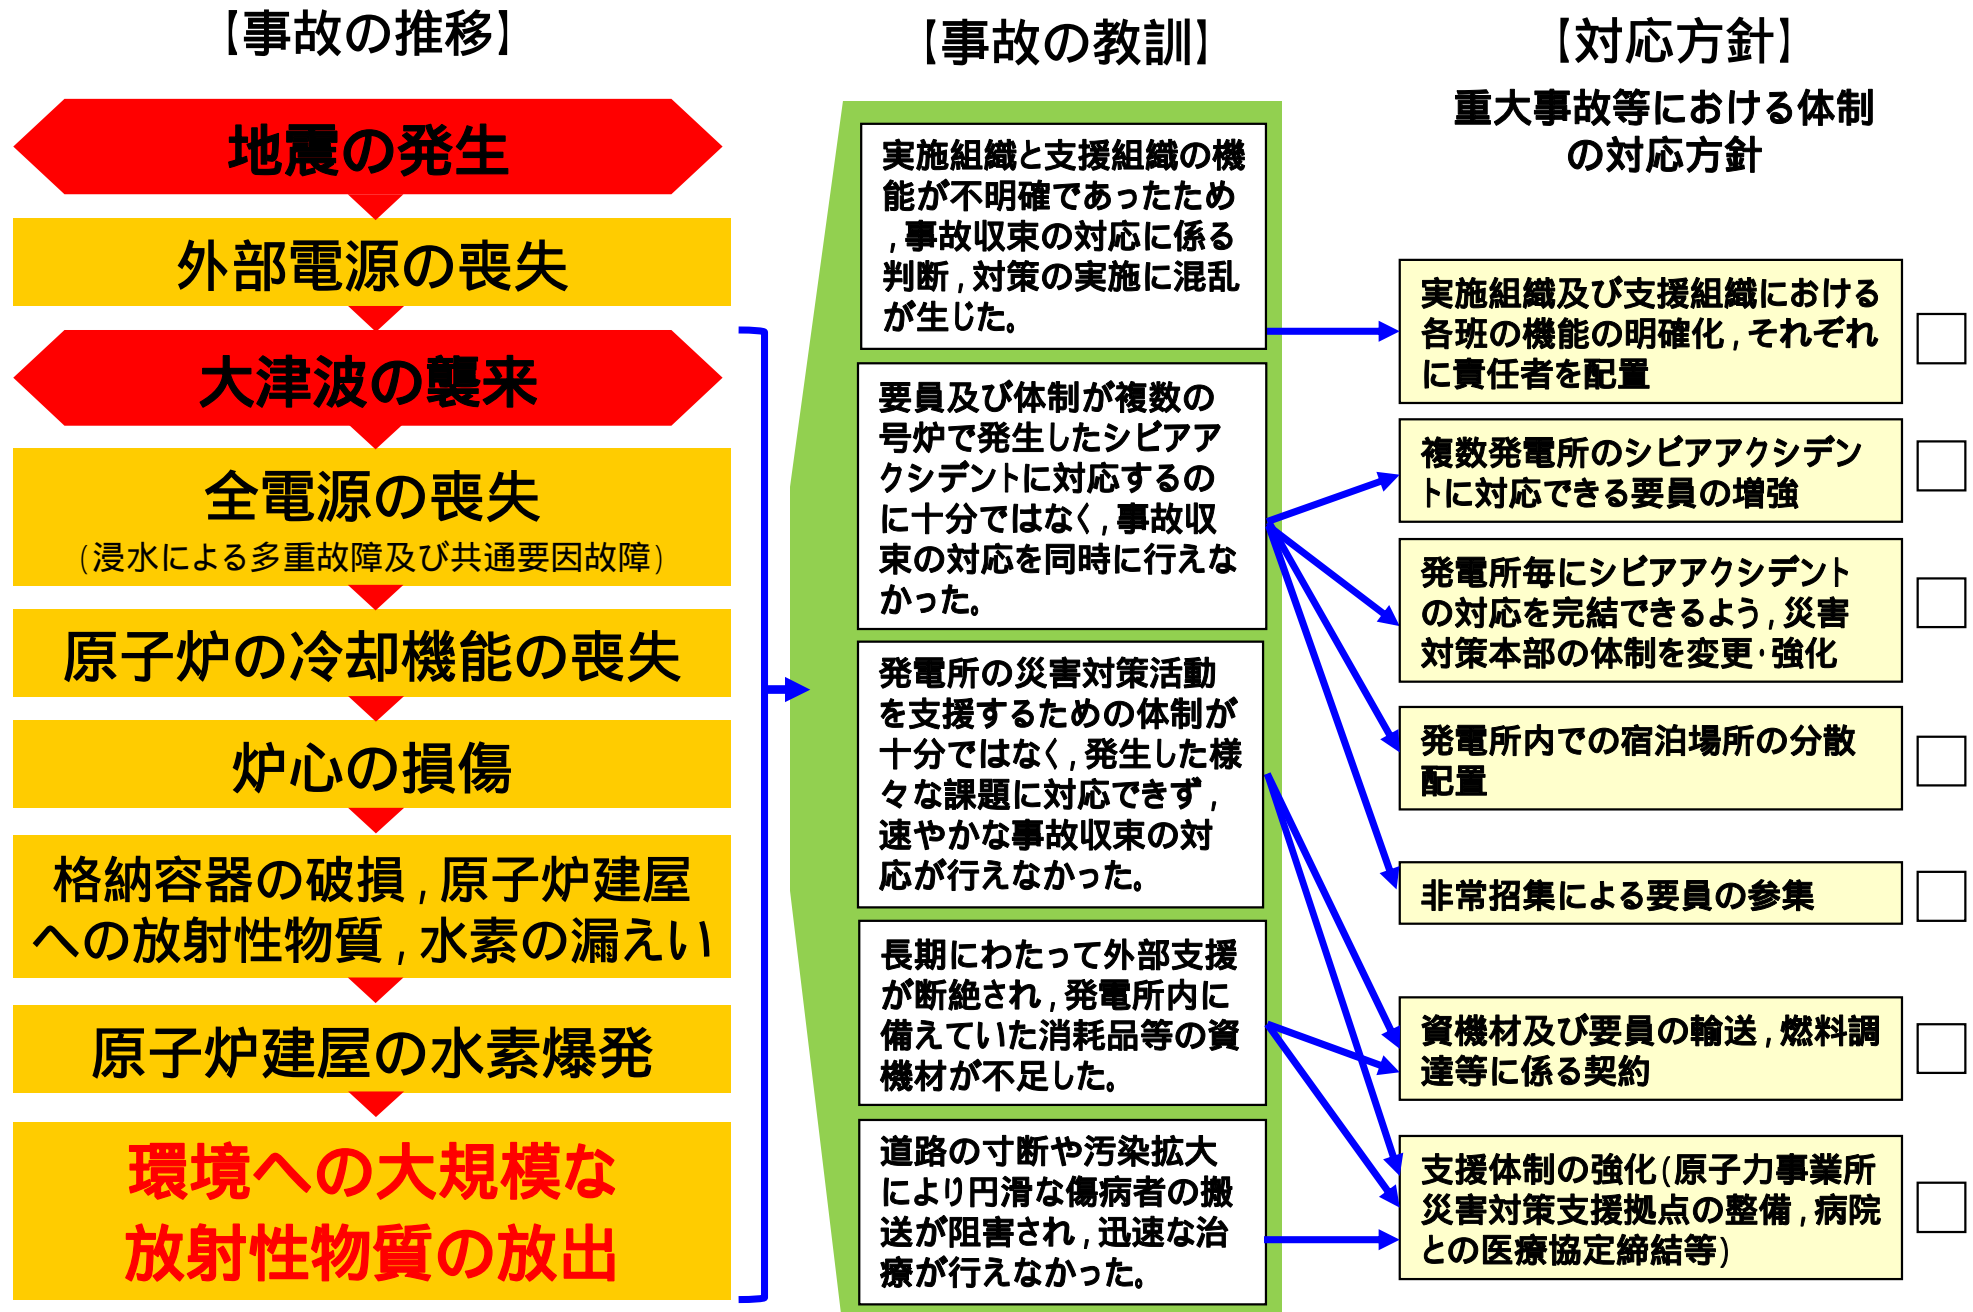 【事故の推移】
地震の発生
外部電源の喪失
大津波の襲来
全電源の喪失
(浸水による多重故障及び共通要因故障)
原子炉の冷却機能の喪失
炉心の損傷
格納容器の破損,原子炉建屋
への放射性物質,水素の漏えい
原子炉建屋の水素爆発
環境への大規模な
放射性物質の放出
【事故の教訓】
実施組織と支援組織の機
能が不明確であったため
,事故収束の対応に係る
判断,対策の実施に混乱
が生じた。
要員及び体制が複数の
号炉で発生したシビアア
クシデントに対応するの
に十分ではなく,事故収
束の対応を同時に行えな
かった。
発電所の災害対策活動
を支援するための体制が
十分ではなく,発生した様
々な課題に対応できず,
速やかな事故収束の対
応が行えなかった。
長期にわたって外部支援
が断絶され,発電所内に
備えていた消耗品等の資
機材が不足した。
道路の寸断や汚染拡大
により円滑な傷病者の搬
送が阻害され,迅速な治
療が行えなかった。
【対応方針】
重大事故等における体制
の対応方針
実施組織及び支援組織における
各班の機能の明確化,それぞれ
に責任者を配置
複数発電所のシビアアクシデン
トに対応できる要員の増強
発電所毎にシビアアクシデント
の対応を完結できるよう,災害
対策本部の体制を変更・強化
発電所内での宿泊場所の分散
配置
非常招集による要員の参集
資機材及び要員の輸送,燃料調
達等に係る契約
支援体制の強化(原子力事業所
災害対策支援拠点の整備,病院
との医療協定締結等)